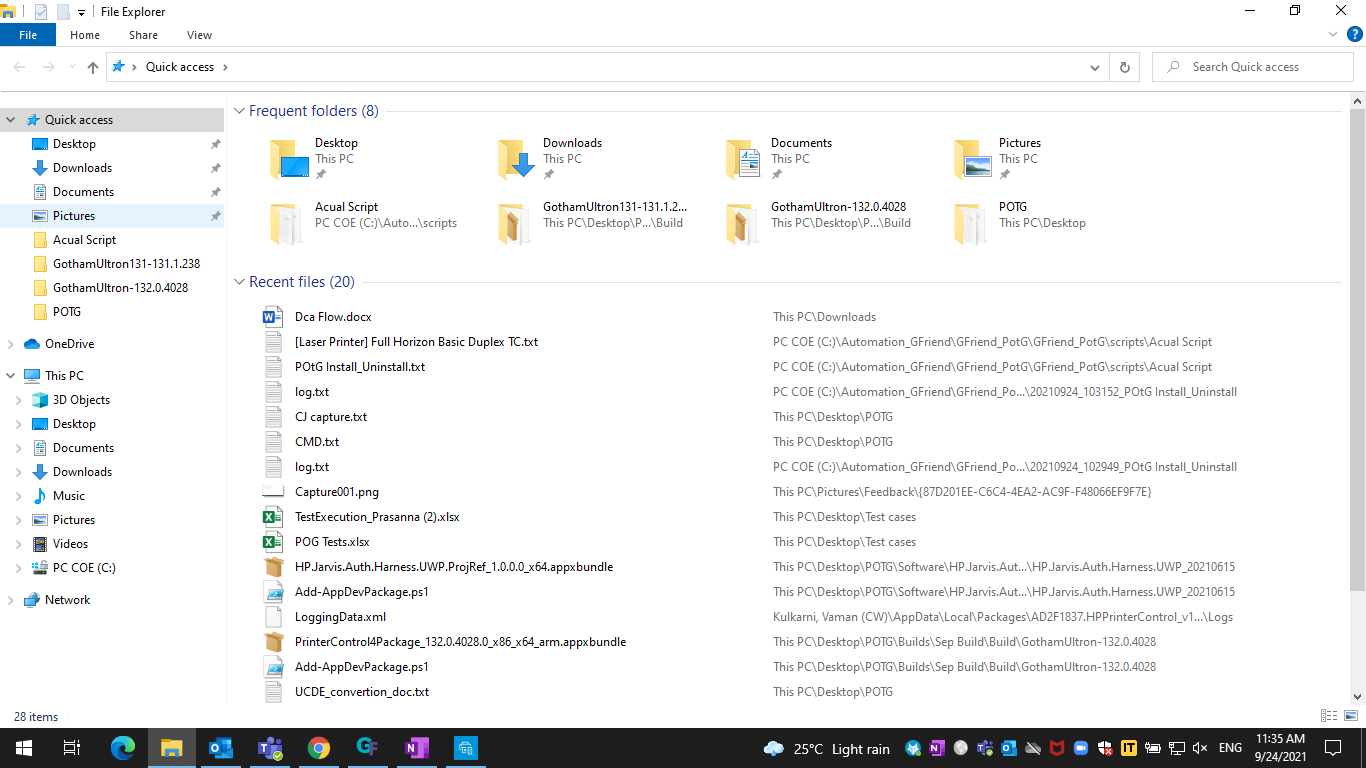 File Explorer
File Home Share View
Quick access
Search Quick access
Quick access
Desktop
Downloads
Documents
Pictures
Acual Script
GothamUltron131-131.1.238
GothamUltron-132.0.4028
POTG
OneDrive
This PC
3D Objects
Desktop
Documents
Downloads
Music
Pictures
Videos
PC COE (C:)
Network
Frequent folders (8)
Desktop
This PC
Downloads
This PC
Documents
This PC
Pictures
This PC
Acual Script
PC COE (C:)\Auto...\scripts
GothamUltron131-131.1.2...
This PC\Desktop\P...\Build
GothamUltron-132.0.4028
This PC\Desktop\P...\Build
POTG
This PC\Desktop
Recent files (20)
Dca Flow.docx This PC\Downloads
[Laser Printer] Full Horizon Basic Duplex TC.txt PC COE (C:)\Automation_GFriend\GFriend_PotG\GFriend_PotG\scripts\Acual Script
POtG Install_Uninstall.txt PC COE (C:)\Automation_GFriend\GFriend_PotG\GFriend_PotG\scripts\Acual Script
log.txt PC COE (C:)\Automation_GFriend\GFriend_Po...\20210924_103152_POtG Install_Uninstall
CJ capture.txt This PC\Desktop\POTG
CMD.txt This PC\Desktop\POTG
log.txt PC COE (C:)\Automation_GFriend\GFriend_Po...\20210924_102949_POtG Install_Uninstall
Capture001.png This PC\Pictures\Feedback\{87D201EE-C6C4-4EA2-AC9F-F48066EF9F7E}
TestExecution_Prasanna (2).xlsx This PC\Desktop\Test cases
POG Tests.xlsx This PC\Desktop\Test cases
HP.Jarvis.Auth.Harness.UWP.ProjRef_1.0.0.0_x64.appxbundle This PC\Desktop\POTG\Software\HP.Jarvis.Aut...\HP.Jarvis.Auth.Harness.UWP_20210615
Add-AppDevPackage.ps1 This PC\Desktop\POTG\Software\HP.Jarvis.Aut...\HP.Jarvis.Auth.Harness.UWP_20210615
LoggingData.xml Kulkarni, Vaman (CW)\AppData\Local\Packages\AD2F1837.HPPrinterControl_v1...\Logs
PrinterControl4Package_132.0.4028.0_x86_x64_arm.appxbundle This PC\Desktop\POTG\Builds\Sep Build\Build\GothamUltron-132.0.4028
Add-AppDevPackage.ps1 This PC\Desktop\POTG\Builds\Sep Build\Build\GothamUltron-132.0.4028
UCDE_convertion_doc.txt This PC\Desktop\POTG
28 items
25°C Light rain
IT
ENG
11:35 AM
9/24/2021